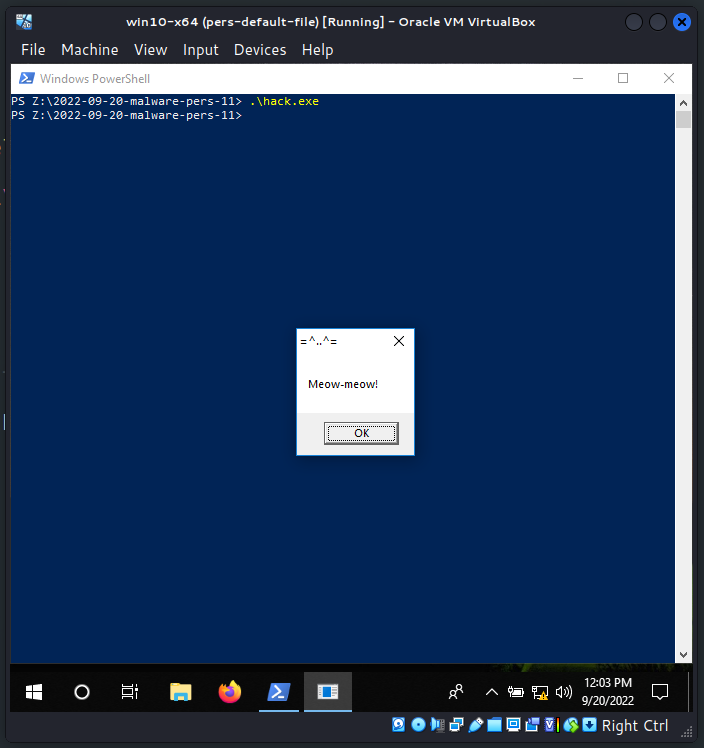 win10-x64 (pers-default-file) [Running] - Oracle VM VirtualBox
File Machine View Input Devices Help
Windows PowerShell
PS Z:\2022-09-20-malware-pers-11> .\hack.exe
PS Z:\2022-09-20-malware-pers-11>
=^..^=
Meow-meow!
OK
12:03 PM
9/20/2022
Right Ctrl